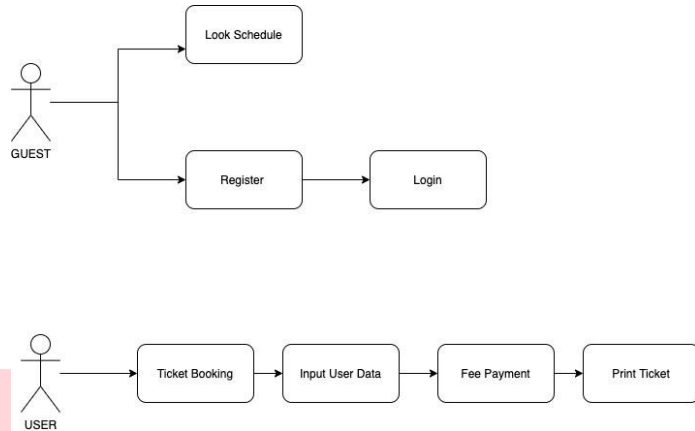 Look Schedule
GUEST
Register
Login
Ticket Booking
Input User Data
Fee Payment
Print Ticket
USER